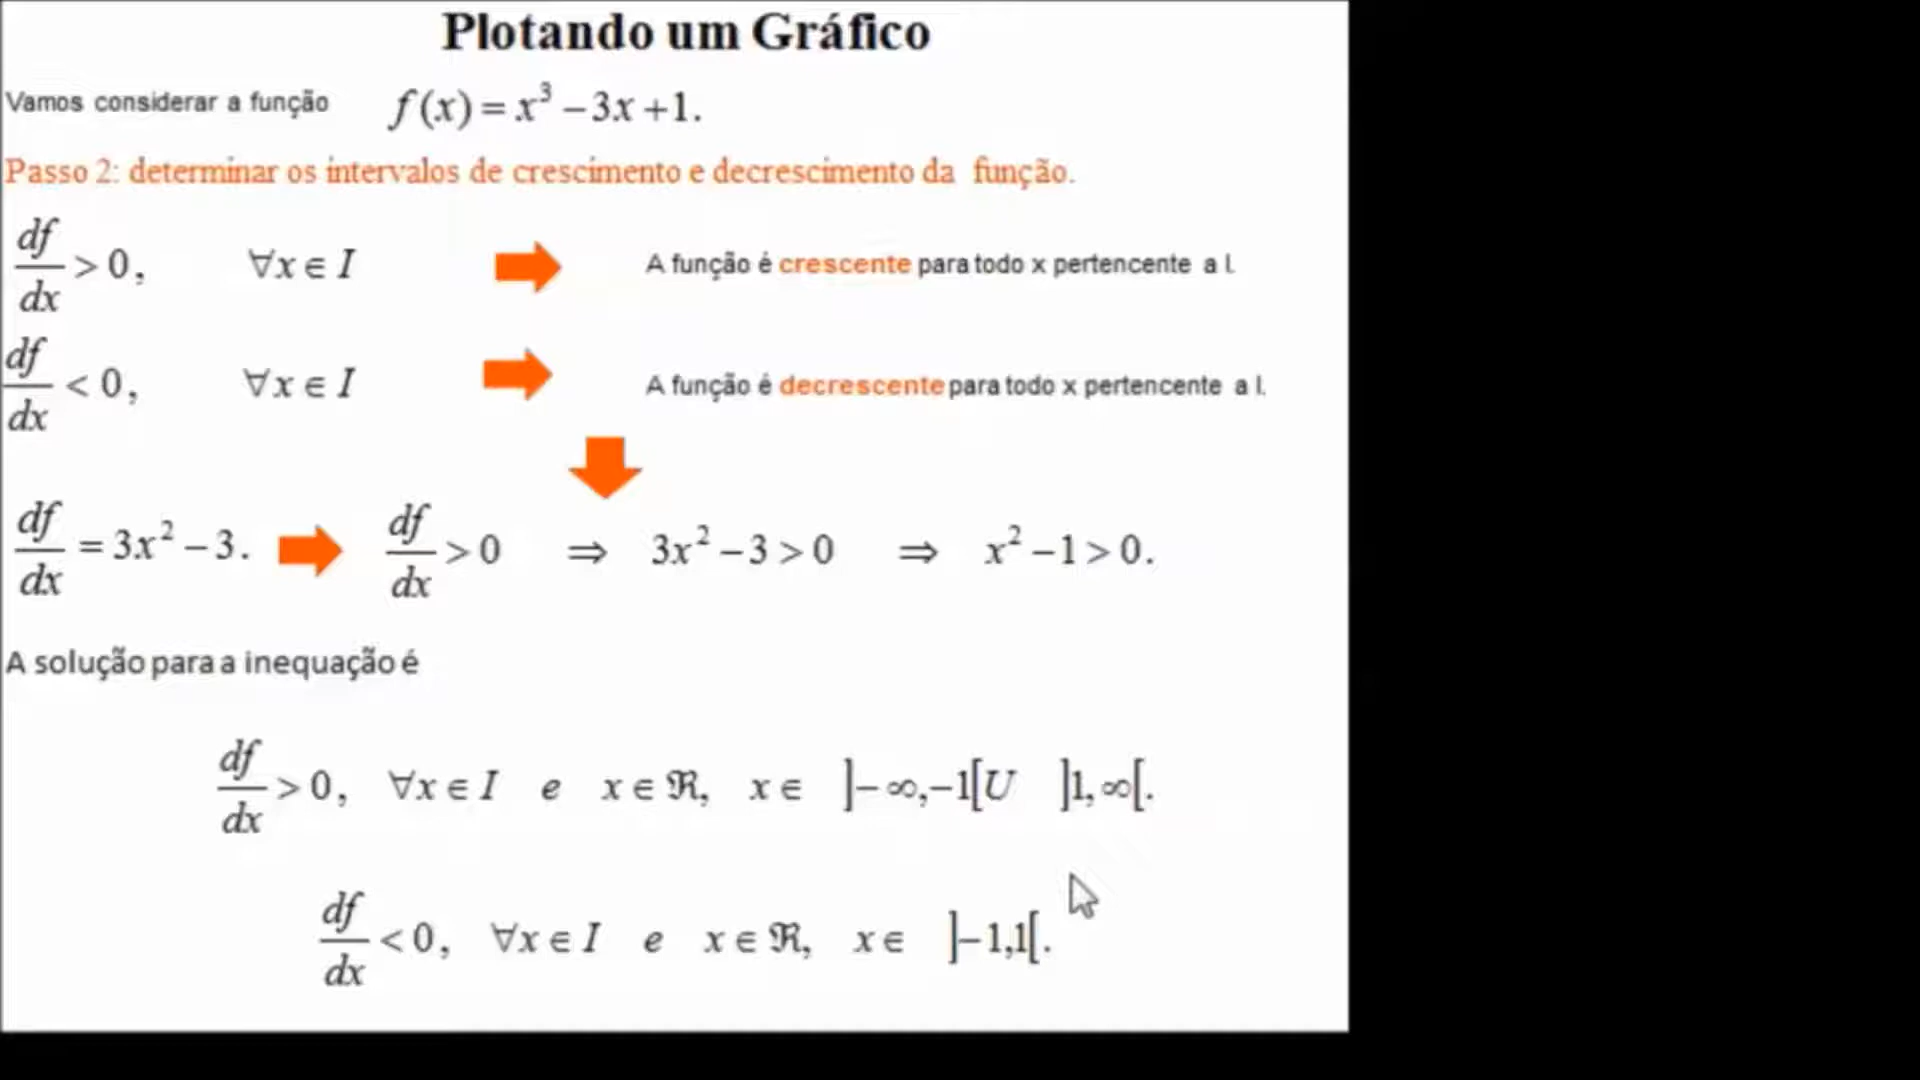 Plotando um Gráfico
Vamos considerar a função f(x) = x³ − 3x + 1.
Passo 2: determinar os intervalos de crescimento e decrescimento da função.
df/dx > 0, ∀x ∈ I A função é crescente para todo x pertencente a I.
df/dx < 0, ∀x ∈ I A função é decrescente para todo x pertencente a I.
df/dx = 3x² − 3. df/dx > 0 ⇒ 3x² − 3 > 0 ⇒ x² − 1 > 0.
A solução para a inequação é
df/dx > 0, ∀x ∈ I e x ∈ ℜ, x ∈ ]−∞,−1[ U ]1,∞[.
df/dx < 0, ∀x ∈ I e x ∈ ℜ, x ∈ ]−1,1[.